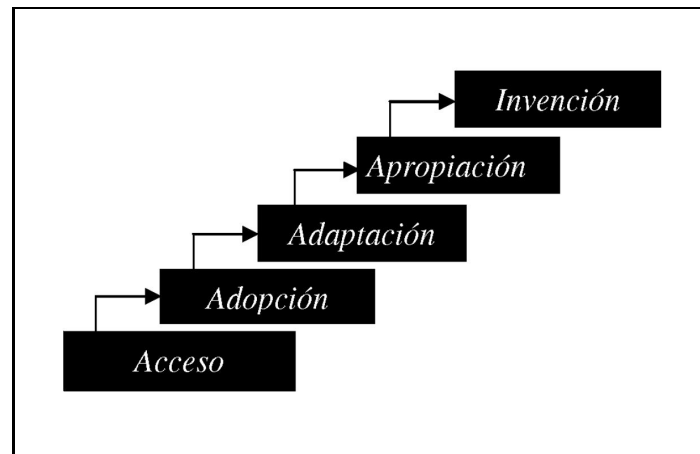 Invención
Apropiación
Adaptación
Adopción
Acceso